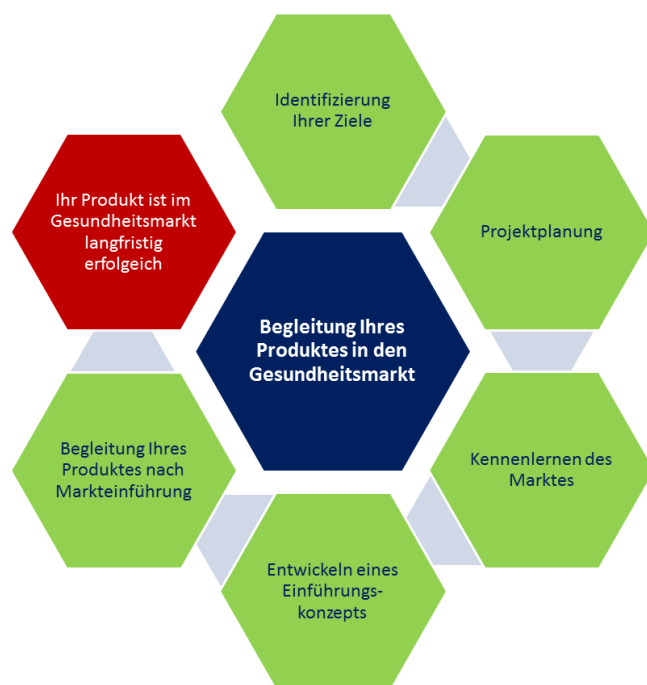 Identifizierung
Ihrer Ziele
Projektplanung
Kennenlernen des
Marktes
Entwickeln eines
Einführungs-
konzepts
Begleitung Ihres
Produktes nach
Markteinführung
Ihr Produkt ist im
Gesundheitsmarkt
langfristig
erfolgeich
Begleitung Ihres
Produktes in den
Gesundheitsmarkt